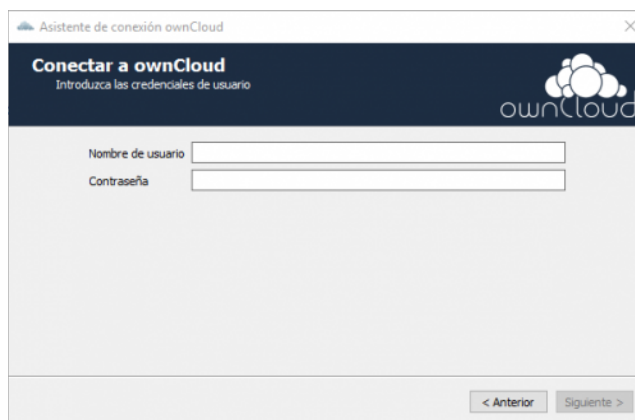 Asistente de conexión ownCloud
Conectar a ownCloud
Introduzca las credenciales de usuario
ownCloud
Nombre de usuario
Contraseña
< Anterior
Siguiente >